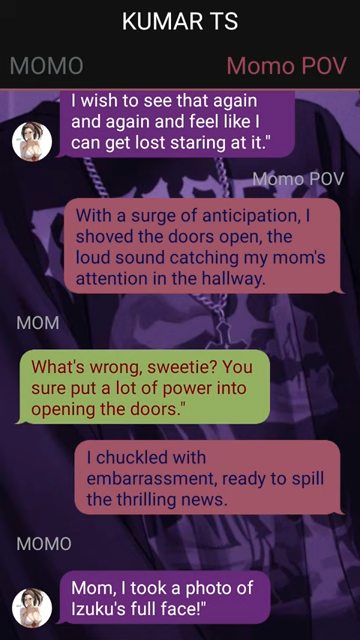 KUMAR TS
MOMO
Momo POV
I wish to see that again
and again and feel like I
can get lost staring at it."
Momo POV
With a surge of anticipation, I
shoved the doors open, the
loud sound catching my mom's
attention in the hallway.
MOM
What's wrong, sweetie? You
sure put a lot of power into
opening the doors."
I chuckled with
embarrassment, ready to spill
the thrilling news.
MOMO
Mom, I took a photo of
Izuku's full face!"